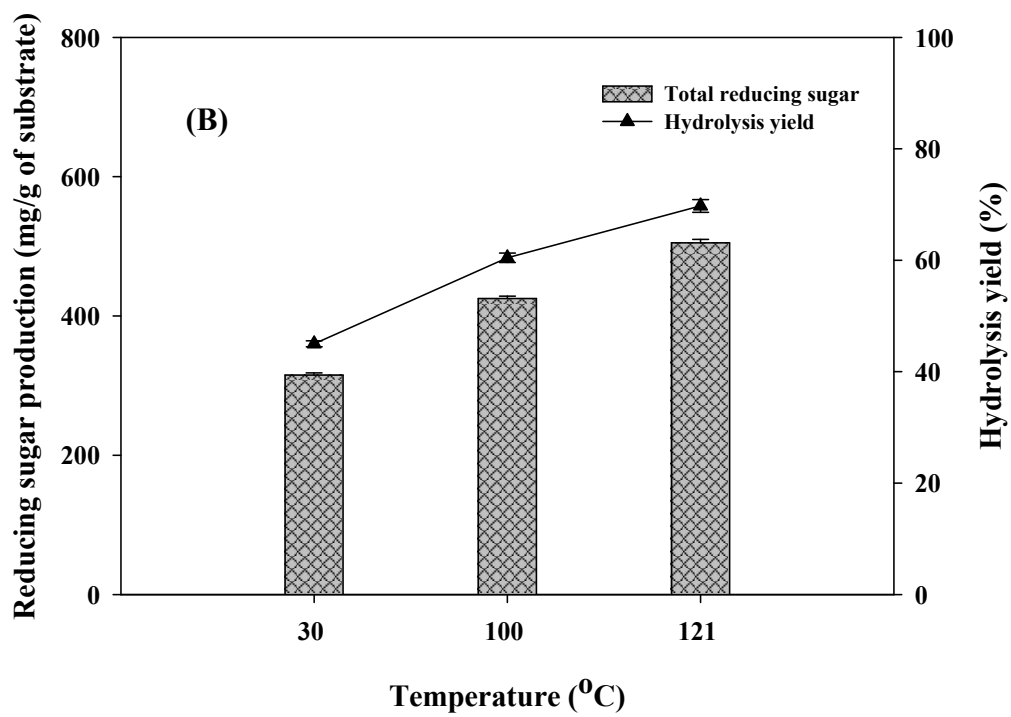 800
600
400
200
0
Reducing sugar production (mg/g of substrate)
(B)
Total reducing sugar
Hydrolysis yield
100
80
60
40
20
0
Hydrolysis yield (%)
30 100 121
Temperature (°C)